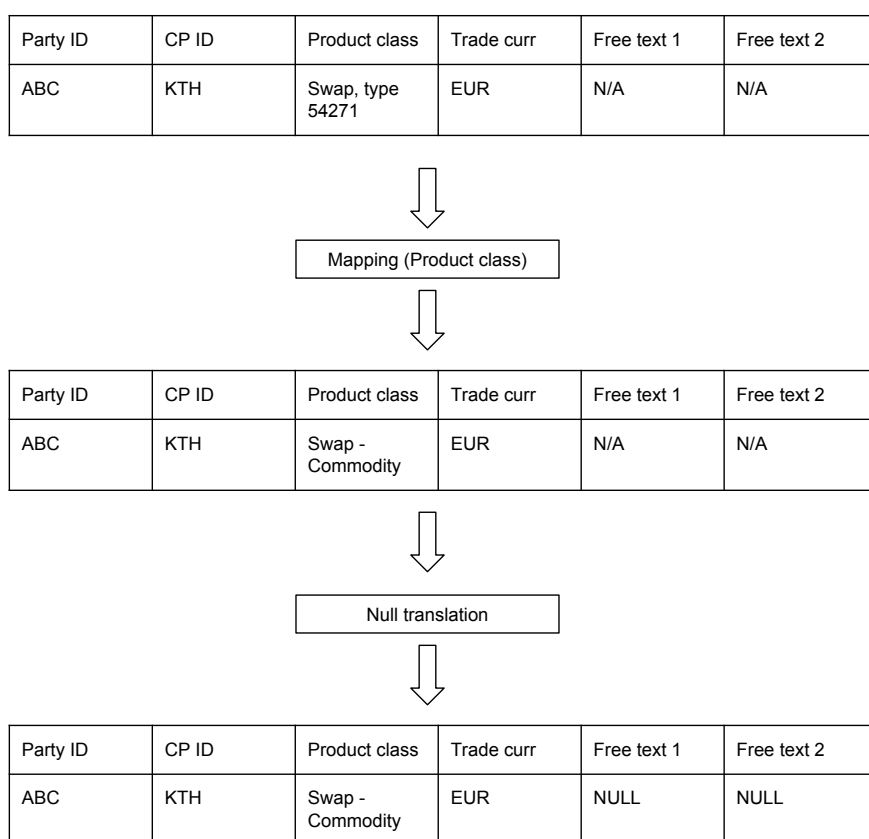 Party ID CP ID Product class Trade curr Free text 1 Free text 2
ABC KTH Swap, type EUR N/A N/A
54271
Mapping (Product class)
Party ID CP ID Product class Trade curr Free text 1 Free text 2
ABC KTH Swap - EUR N/A N/A
Commodity
Null translation
Party ID CP ID Product class Trade curr Free text 1 Free text 2
ABC KTH Swap - EUR NULL NULL
Commodity